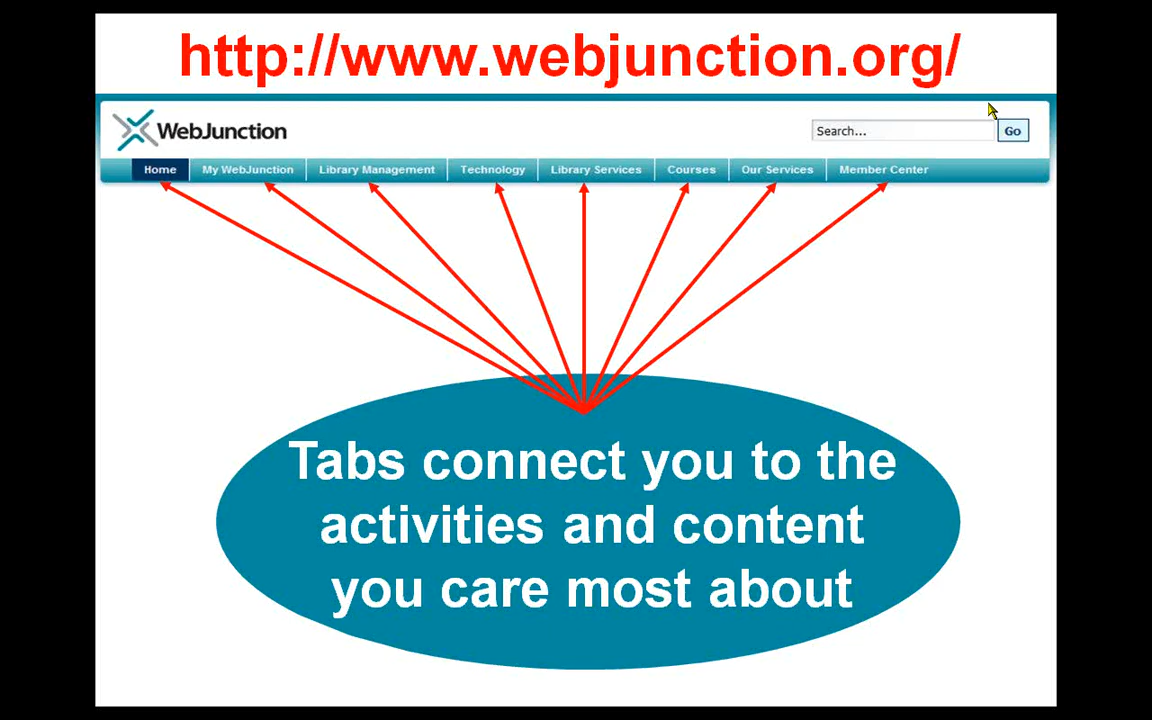 http://www.webjunction.org/
WebJunction
Search...
Go
Home My WebJunction Library Management Technology Library Services Courses Our Services Member Center
Tabs connect you to the
activities and content
you care most about